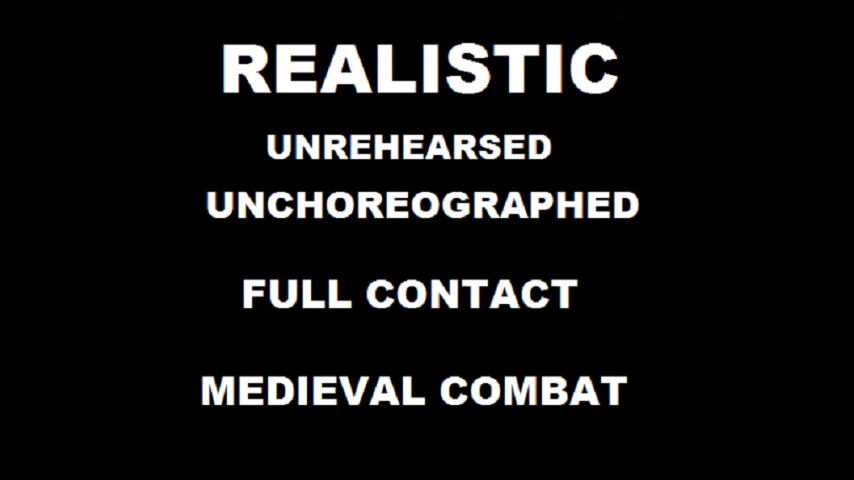 REALISTIC
UNREHEARSED
UNCHOREOGRAPHED
FULL CONTACT
MEDIEVAL COMBAT